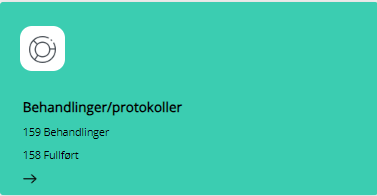 Behandlinger/protokoller
159 Behandlinger
158 Fullført